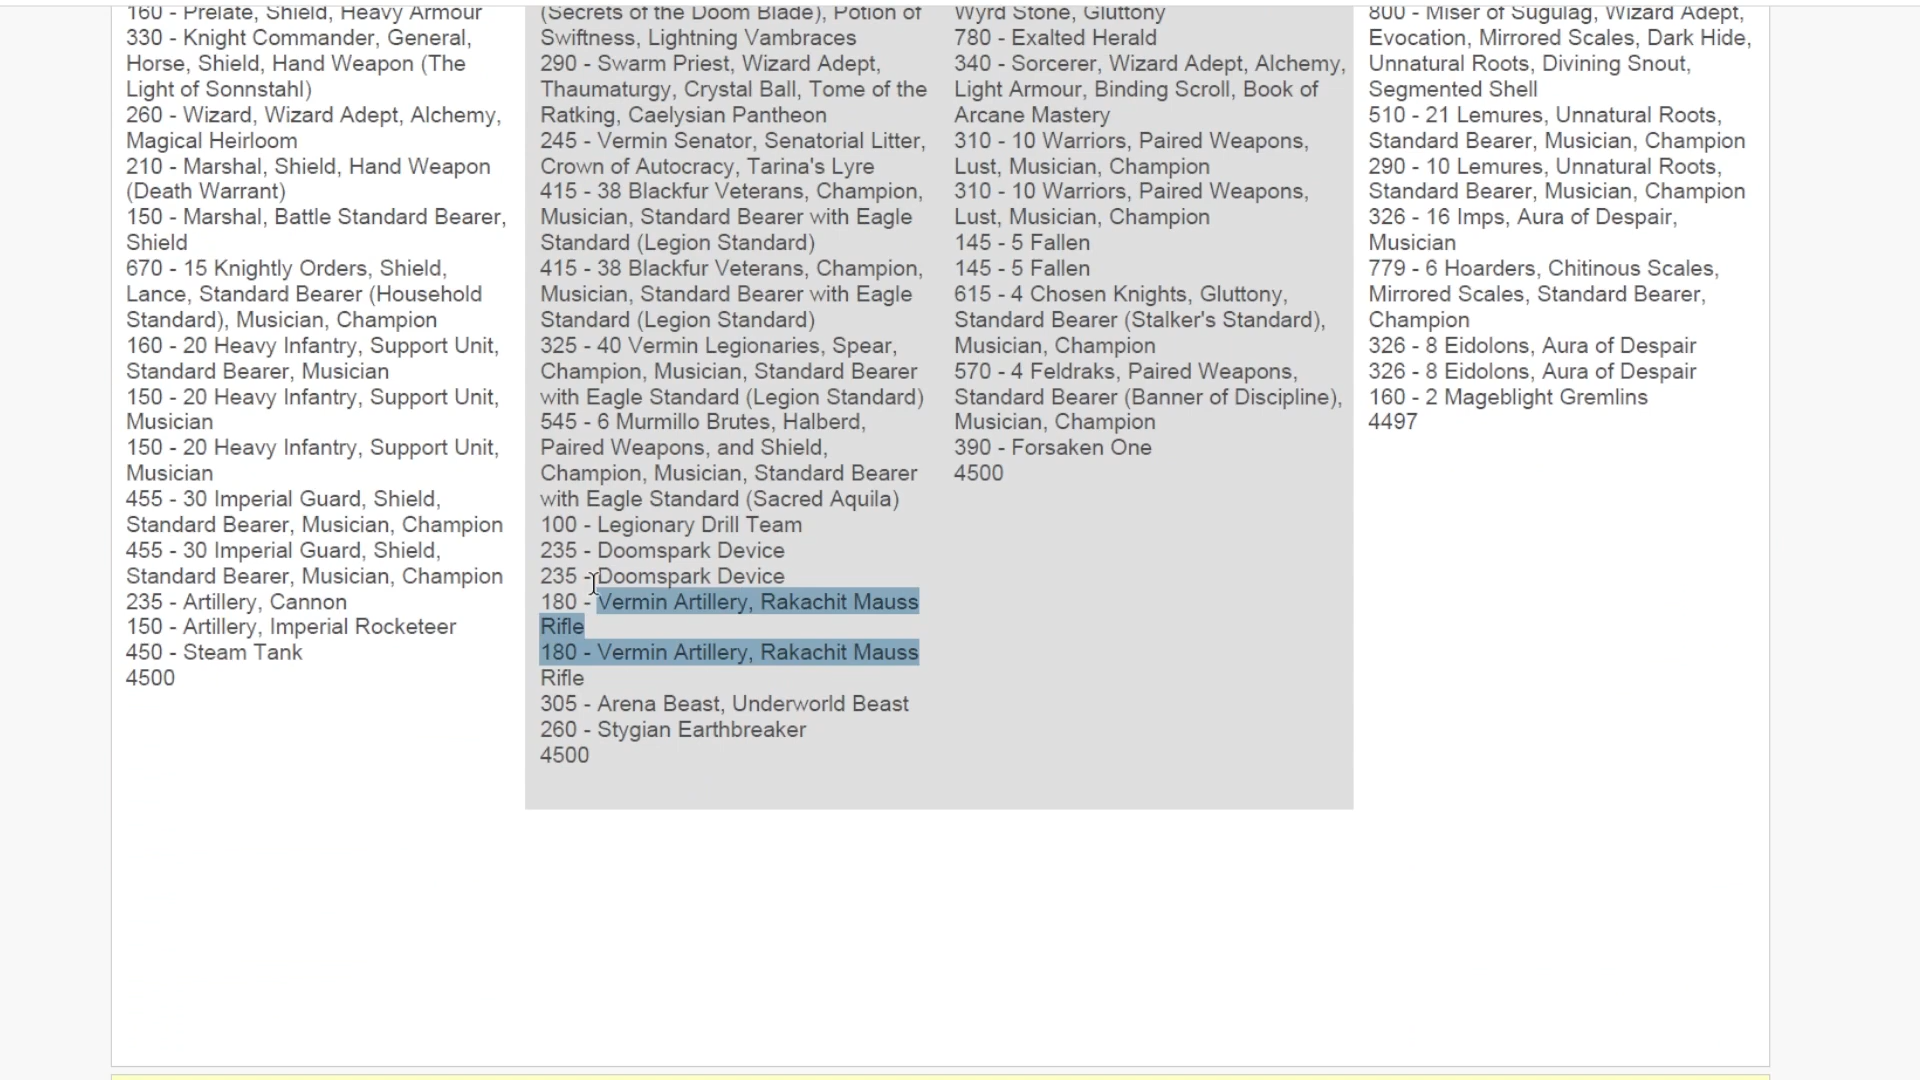 160 - Prelate, Shield, Heavy Armour
330 - Knight Commander, General,
Horse, Shield, Hand Weapon (The
Light of Sonnstahl)
260 - Wizard, Wizard Adept, Alchemy,
Magical Heirloom
210 - Marshal, Shield, Hand Weapon
(Death Warrant)
150 - Marshal, Battle Standard Bearer,
Shield
670 - 15 Knightly Orders, Shield,
Lance, Standard Bearer (Household
Standard), Musician, Champion
160 - 20 Heavy Infantry, Support Unit,
Standard Bearer, Musician
150 - 20 Heavy Infantry, Support Unit,
Musician
150 - 20 Heavy Infantry, Support Unit,
Musician
455 - 30 Imperial Guard, Shield,
Standard Bearer, Musician, Champion
455 - 30 Imperial Guard, Shield,
Standard Bearer, Musician, Champion
235 - Artillery, Cannon
150 - Artillery, Imperial Rocketeer
450 - Steam Tank
4500
(Secrets of the Doom Blade), Potion of
Swiftness, Lightning Vambraces
290 - Swarm Priest, Wizard Adept,
Thaumaturgy, Crystal Ball, Tome of the
Ratking, Caelysian Pantheon
245 - Vermin Senator, Senatorial Litter,
Crown of Autocracy, Tarina's Lyre
415 - 38 Blackfur Veterans, Champion,
Musician, Standard Bearer with Eagle
Standard (Legion Standard)
415 - 38 Blackfur Veterans, Champion,
Musician, Standard Bearer with Eagle
Standard (Legion Standard)
325 - 40 Vermin Legionaries, Spear,
Champion, Musician, Standard Bearer
with Eagle Standard (Legion Standard)
545 - 6 Murmillo Brutes, Halberd,
Paired Weapons, and Shield,
Champion, Musician, Standard Bearer
with Eagle Standard (Sacred Aquila)
100 - Legionary Drill Team
235 - Doomspark Device
235 - Doomspark Device
180 - Vermin Artillery, Rakachit Mauss
Rifle
180 - Vermin Artillery, Rakachit Mauss
Rifle
305 - Arena Beast, Underworld Beast
260 - Stygian Earthbreaker
4500
Wyrd Stone, Gluttony
780 - Exalted Herald
340 - Sorcerer, Wizard Adept, Alchemy,
Light Armour, Binding Scroll, Book of
Arcane Mastery
310 - 10 Warriors, Paired Weapons,
Lust, Musician, Champion
310 - 10 Warriors, Paired Weapons,
Lust, Musician, Champion
145 - 5 Fallen
145 - 5 Fallen
615 - 4 Chosen Knights, Gluttony,
Standard Bearer (Stalker's Standard),
Musician, Champion
570 - 4 Feldraks, Paired Weapons,
Standard Bearer (Banner of Discipline),
Musician, Champion
390 - Forsaken One
4500
800 - Miser of Sugulag, Wizard Adept,
Evocation, Mirrored Scales, Dark Hide,
Unnatural Roots, Divining Snout,
Segmented Shell
510 - 21 Lemures, Unnatural Roots,
Standard Bearer, Musician, Champion
290 - 10 Lemures, Unnatural Roots,
Standard Bearer, Musician, Champion
326 - 16 Imps, Aura of Despair,
Musician
779 - 6 Hoarders, Chitinous Scales,
Mirrored Scales, Standard Bearer,
Champion
326 - 8 Eidolons, Aura of Despair
326 - 8 Eidolons, Aura of Despair
160 - 2 Mageblight Gremlins
4497